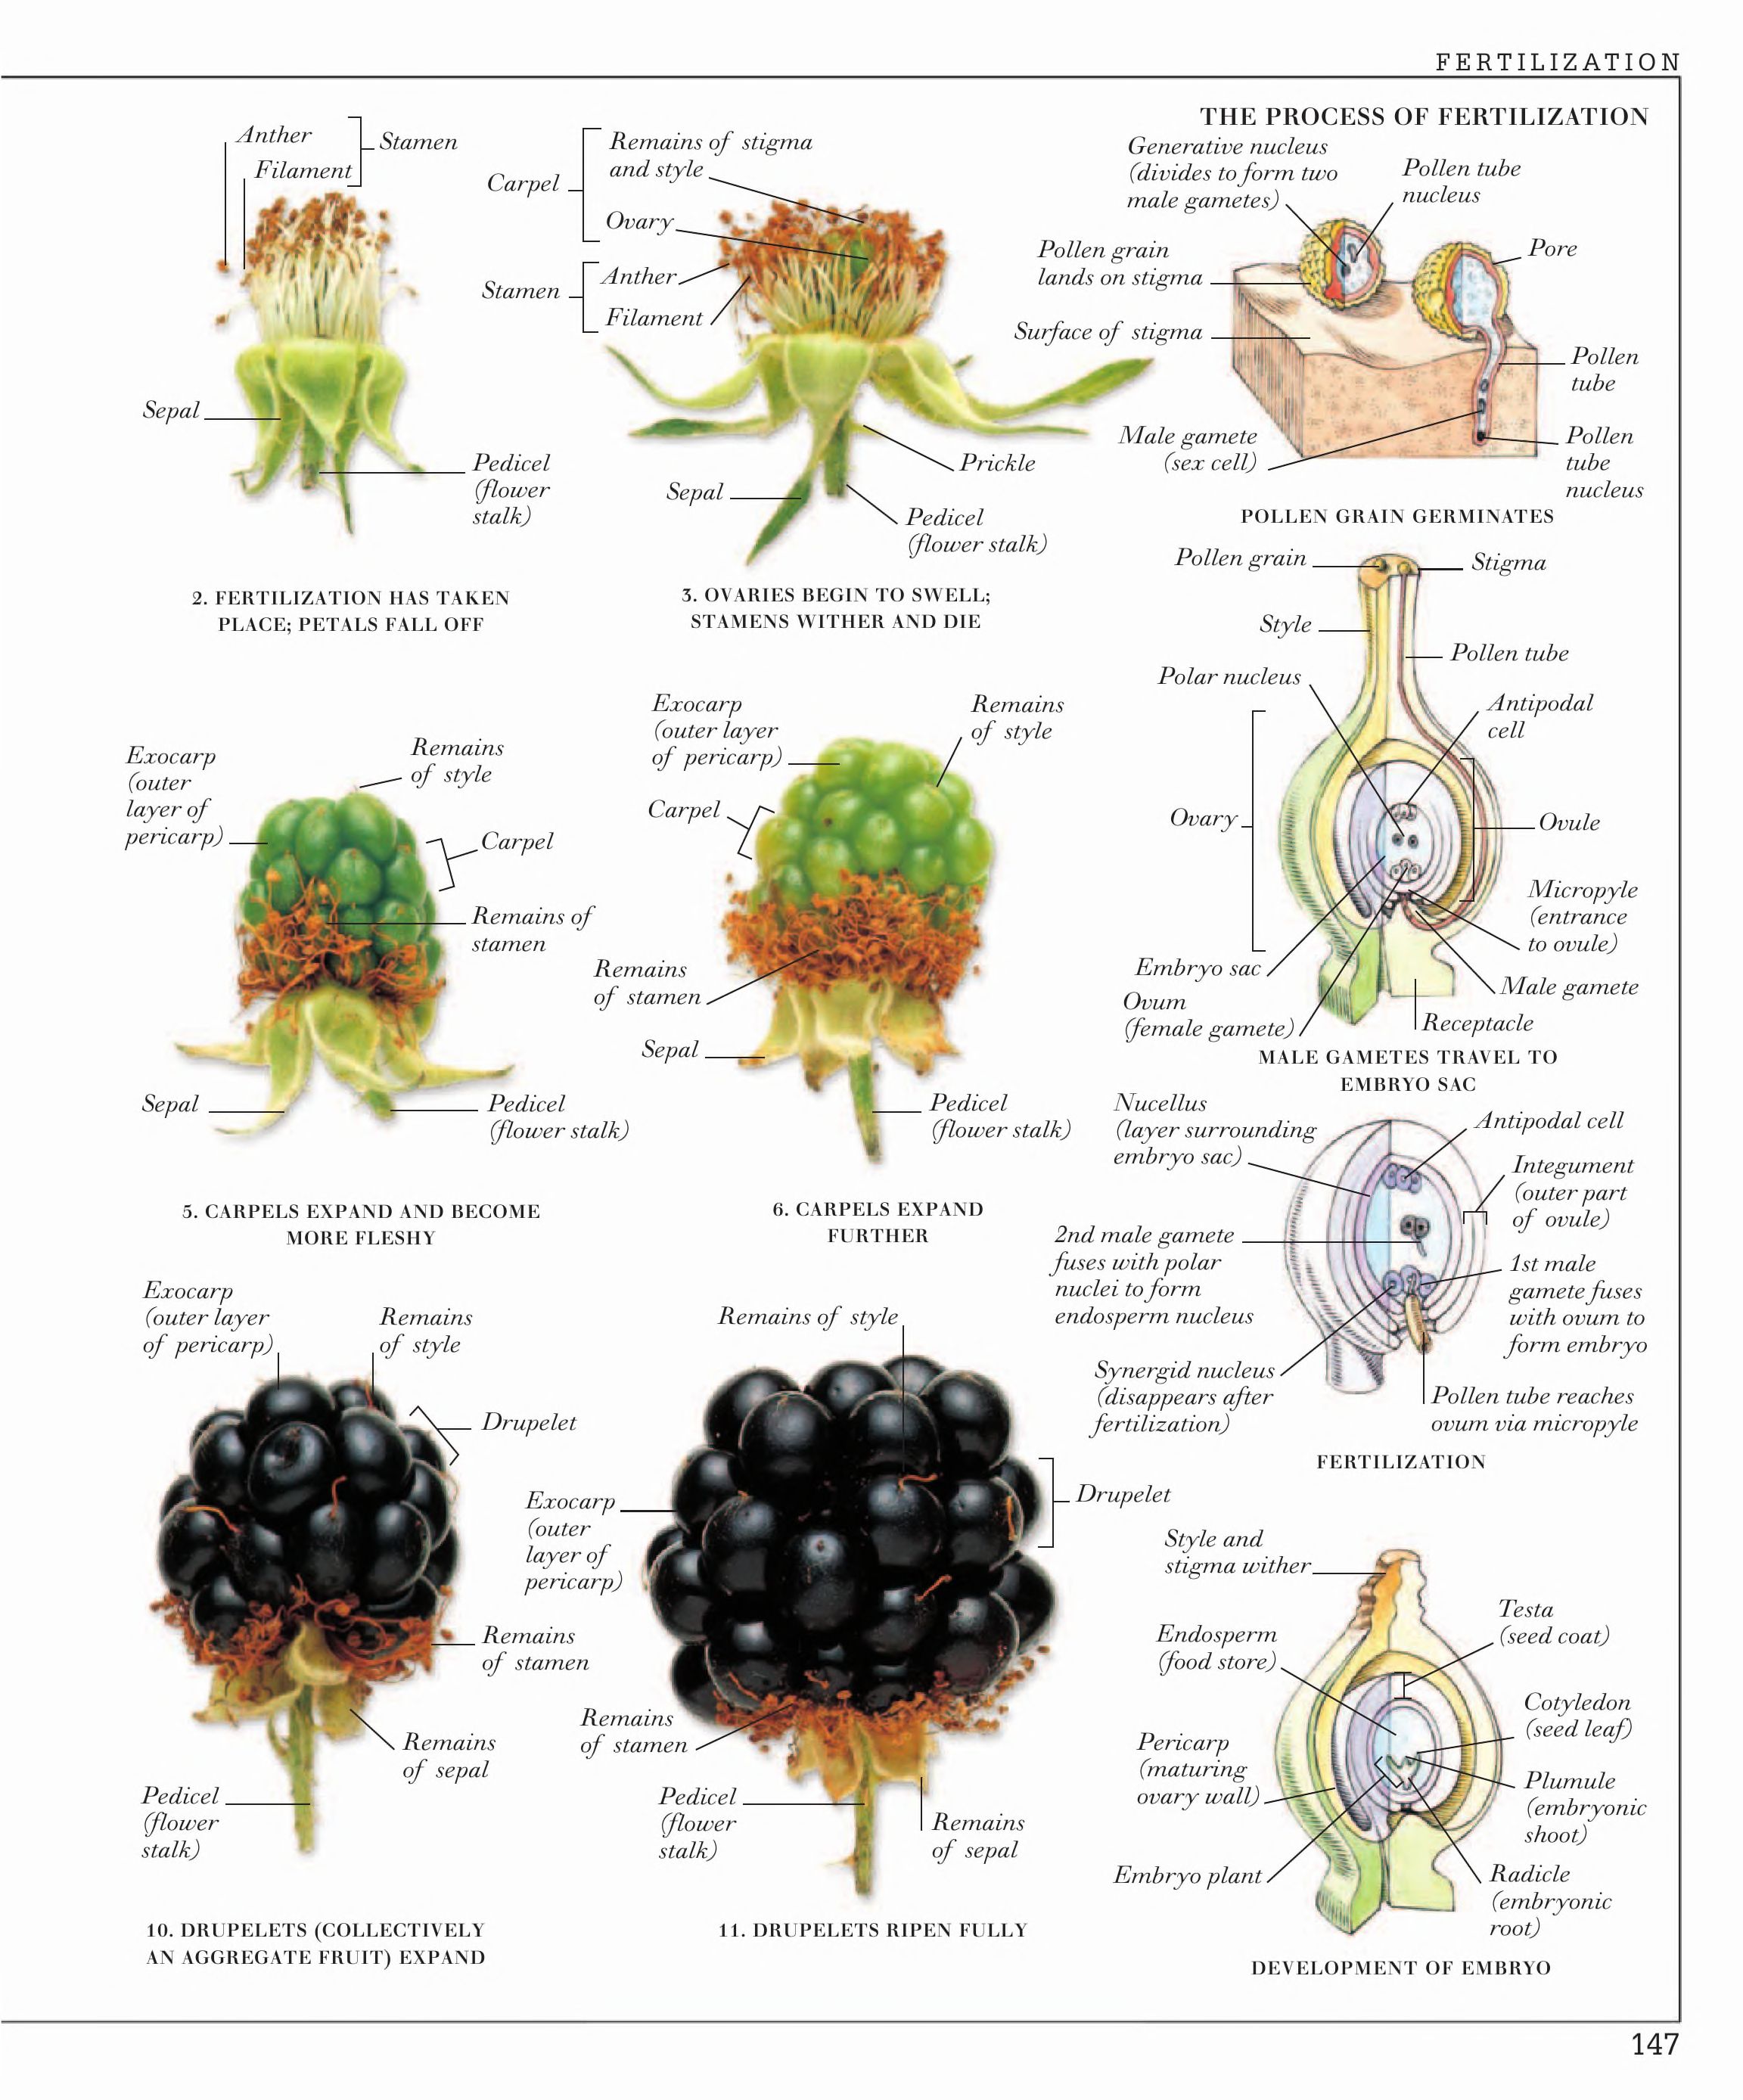 FERTILIZATION
Anther
Filament
Stamen
Sepal
Pedicel
(flower
stalk)
2. FERTILIZATION HAS TAKEN
PLACE; PETALS FALL OFF
Carpel
Remains of stigma
and style
Ovary
Stamen
Anther
Filament
Sepal
Prickle
Pedicel
(flower stalk)
3. OVARIES BEGIN TO SWELL;
STAMENS WITHER AND DIE
THE PROCESS OF FERTILIZATION
Generative nucleus
(divides to form two
male gametes)
Pollen tube
nucleus
Pollen grain
lands on stigma
Pore
Surface of stigma
Pollen
tube
Male gamete
(sex cell)
Pollen
tube
nucleus
POLLEN GRAIN GERMINATES
Exocarp
(outer
layer of
pericarp)
Remains
of style
Carpel
Remains of
stamen
Sepal
Pedicel
(flower stalk)
5. CARPELS EXPAND AND BECOME
MORE FLESHY
Exocarp
(outer layer
of pericarp)
Remains
of style
Carpel
Remains
of stamen
Sepal
Pedicel
(flower stalk)
6. CARPELS EXPAND
FURTHER
Pollen grain
Stigma
Style
Pollen tube
Polar nucleus
Antipodal
cell
Ovary
Ovule
Micropyle
(entrance
to ovule)
Embryo sac
Male gamete
Ovum
(female gamete)
Receptacle
MALE GAMETES TRAVEL TO
EMBRYO SAC
Nucellus
(layer surrounding
embryo sac)
Antipodal cell
Integument
(outer part
of ovule)
2nd male gamete
fuses with polar
nuclei to form
endosperm nucleus
1st male
gamete fuses
with ovum to
form embryo
Synergid nucleus
(disappears after
fertilization)
Pollen tube reaches
ovum via micropyle
FERTILIZATION
Exocarp
(outer layer
of pericarp)
Remains
of style
Drupelet
Remains
of stamen
Remains
of sepal
Pedicel
(flower
stalk)
10. DRUPELETS (COLLECTIVELY
AN AGGREGATE FRUIT) EXPAND
Remains of style
Exocarp
(outer
layer of
pericarp)
Drupelet
Remains
of stamen
Pedicel
(flower
stalk)
Remains
of sepal
11. DRUPELETS RIPEN FULLY
Style and
stigma wither
Testa
(seed coat)
Endosperm
(food store)
Cotyledon
(seed leaf)
Pericarp
(maturing
ovary wall)
Plumule
(embryonic
shoot)
Embryo plant
Radicle
(embryonic
root)
DEVELOPMENT OF EMBRYO
147